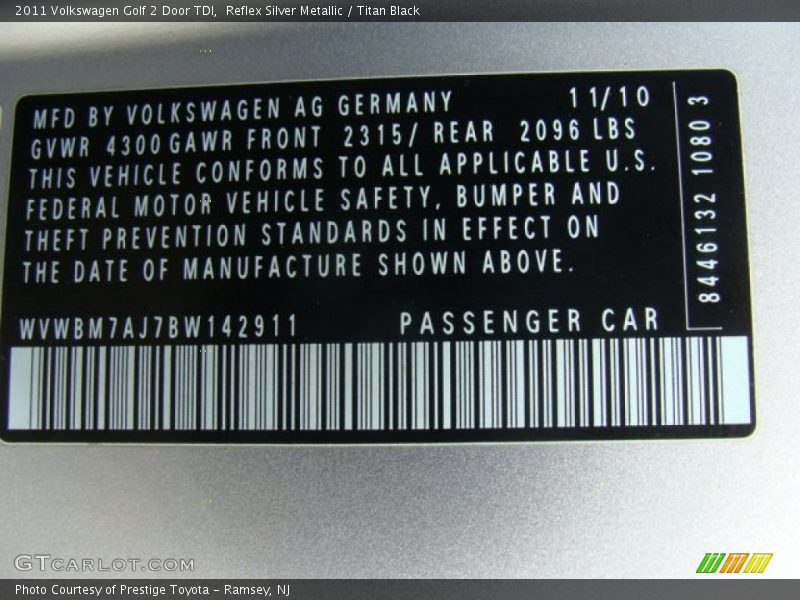 2011 Volkswagen Golf 2 Door TDI,  Reflex Silver Metallic / Titan Black
MFD BY VOLKSWAGEN AG GERMANY 11/10
GVWR 4300 GAWR FRONT 2315/ REAR 2096 LBS
THIS VEHICLE CONFORMS TO ALL APPLICABLE U.S.
FEDERAL MOTOR VEHICLE SAFETY, BUMPER AND
THEFT PREVENTION STANDARDS IN EFFECT ON
THE DATE OF MANUFACTURE SHOWN ABOVE.
8446132 1080 3
WVWBM7AJ7BW142911 PASSENGER CAR
GTCARLOT.COM
Photo Courtesy of Prestige Toyota - Ramsey, NJ